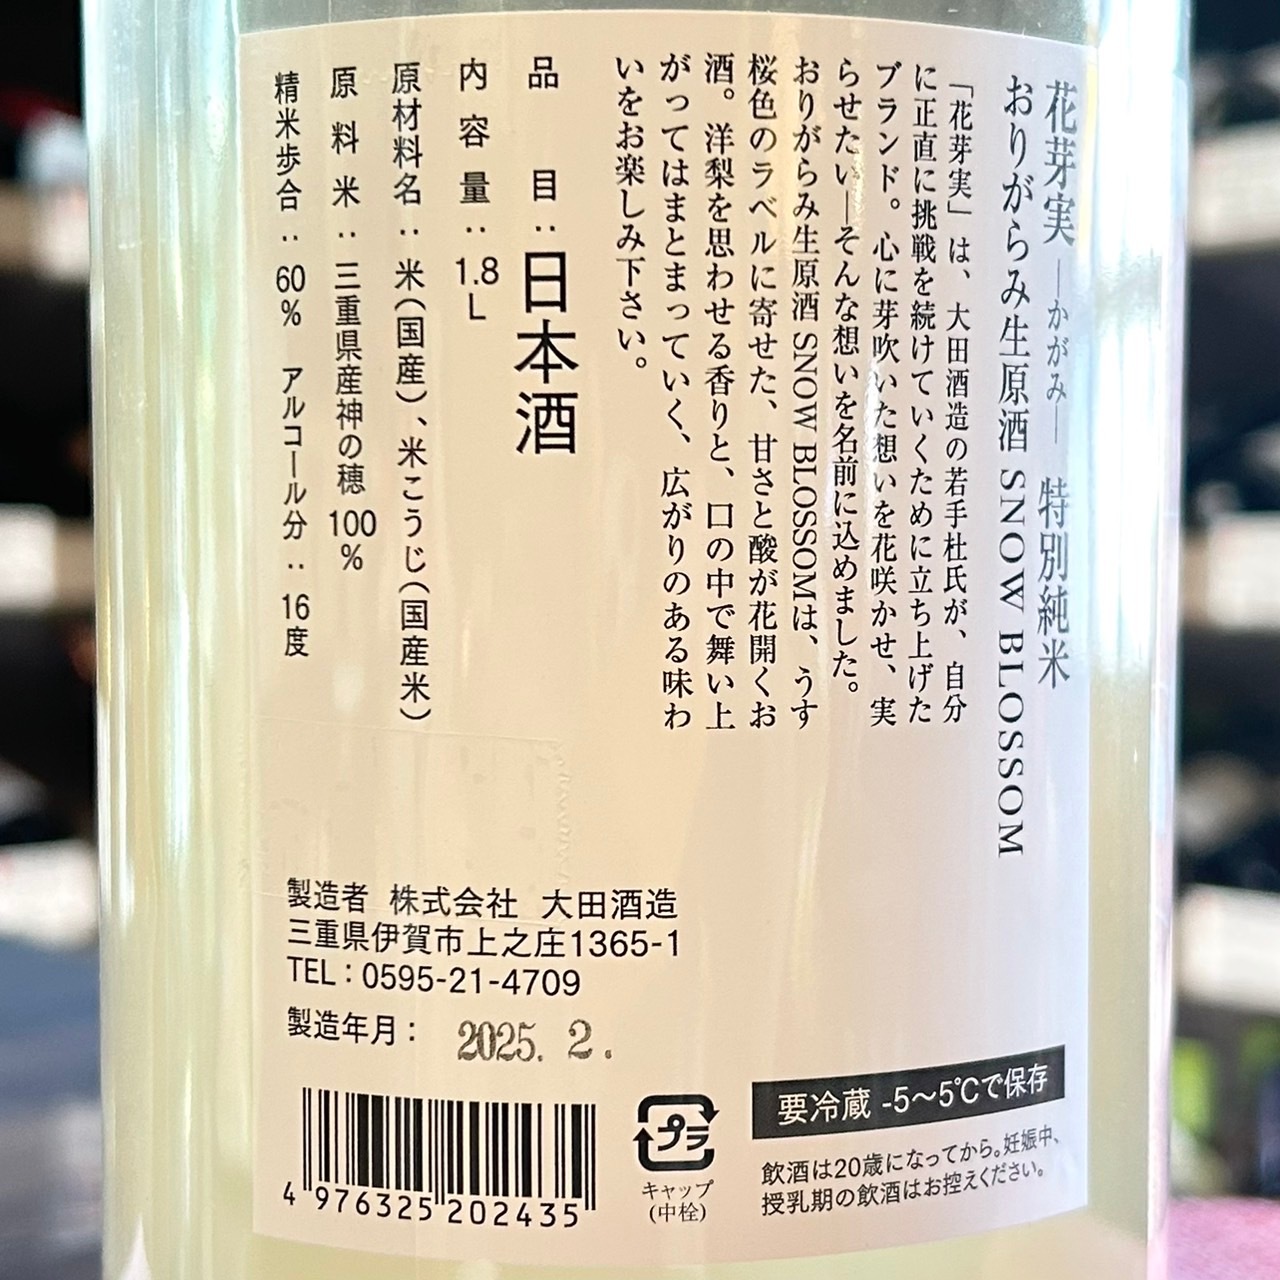 花芽実 ―かがみ― 特別純米
おりがらみ生原酒 SNOW BLOSSOM
「花芽実」は、大田酒造の若手杜氏が、自分
に正直に挑戦を続けていくために立ち上げた
ブランド。心に芽吹いた想いを花咲かせ、実
らせたい―そんな想いを名前に込めました。
おりがらみ生原酒 SNOW BLOSSOMは、うす
桜色のラベルに寄せた、甘さと酸が花開くお
酒。洋梨を思わせる香りと、口の中で舞い上
がってはまとまっていく、広がりのある味わ
いをお楽しみ下さい。
品目：日本酒
内容量：1.8L
原材料名：米（国産）、米こうじ（国産米）
原料米：三重県産神の穂100%
精米歩合：60% アルコール分：16度
製造者 株式会社 大田酒造
三重県伊賀市上之庄1365-1
TEL：0595-21-4709
製造年月：2025.2.
4 976325 202435
プラ
キャップ
(中栓)
要冷蔵 -5～5℃で保存
飲酒は20歳になってから。妊娠中、
授乳期の飲酒はお控えください。